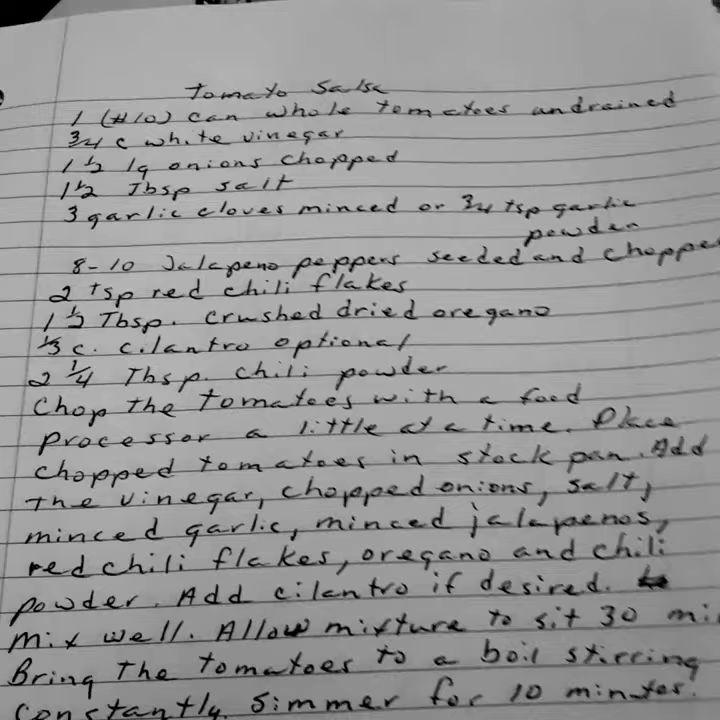 Tomato Salsa
1 (#10) can whole tomatoes undrained
3/4 c white vinegar
1 1/2 lg onions chopped
1 1/2 Tbsp salt
3 garlic cloves minced or 3/4 tsp garlic
powder
8-10 Jalapeno peppers seeded and choppe
2 tsp red chili flakes
1 1/2 Tbsp. crushed dried oregano
1/3 c. cilantro optional
2 1/4 Tbsp. chili powder
Chop the tomatoes with a food
processor a little at a time. Place
chopped tomatoes in stock pan. Add
the vinegar, chopped onions, salt,
minced garlic, minced jalapenos,
red chili flakes, oregano and chili
powder. Add cilantro if desired.
Mix well. Allow mixture to sit 30 mi
Bring the tomatoes to a boil stirring
constantly. Simmer for 10 minutes.